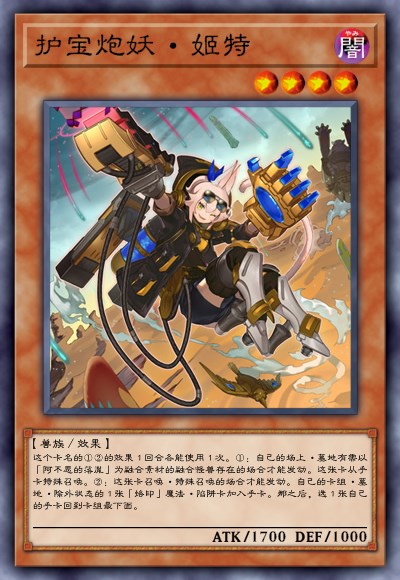 护宝炮妖・姬特
やみ
闇
【兽族／效果】
这个卡名的①②的效果1回合各能使用1次。①：自己的场上・墓地有需以
「阿不思的落胤」为融合素材的融合怪兽存在的场合才能发动。这张卡从手
卡特殊召唤。②：这张卡召唤・特殊召唤的场合才能发动。自己的卡组・墓
地・除外状态的1张「烙印」魔法・陷阱卡加入手卡。那之后，选1张自己
的手卡回到卡组最下面。
ATK/1700 DEF/1000